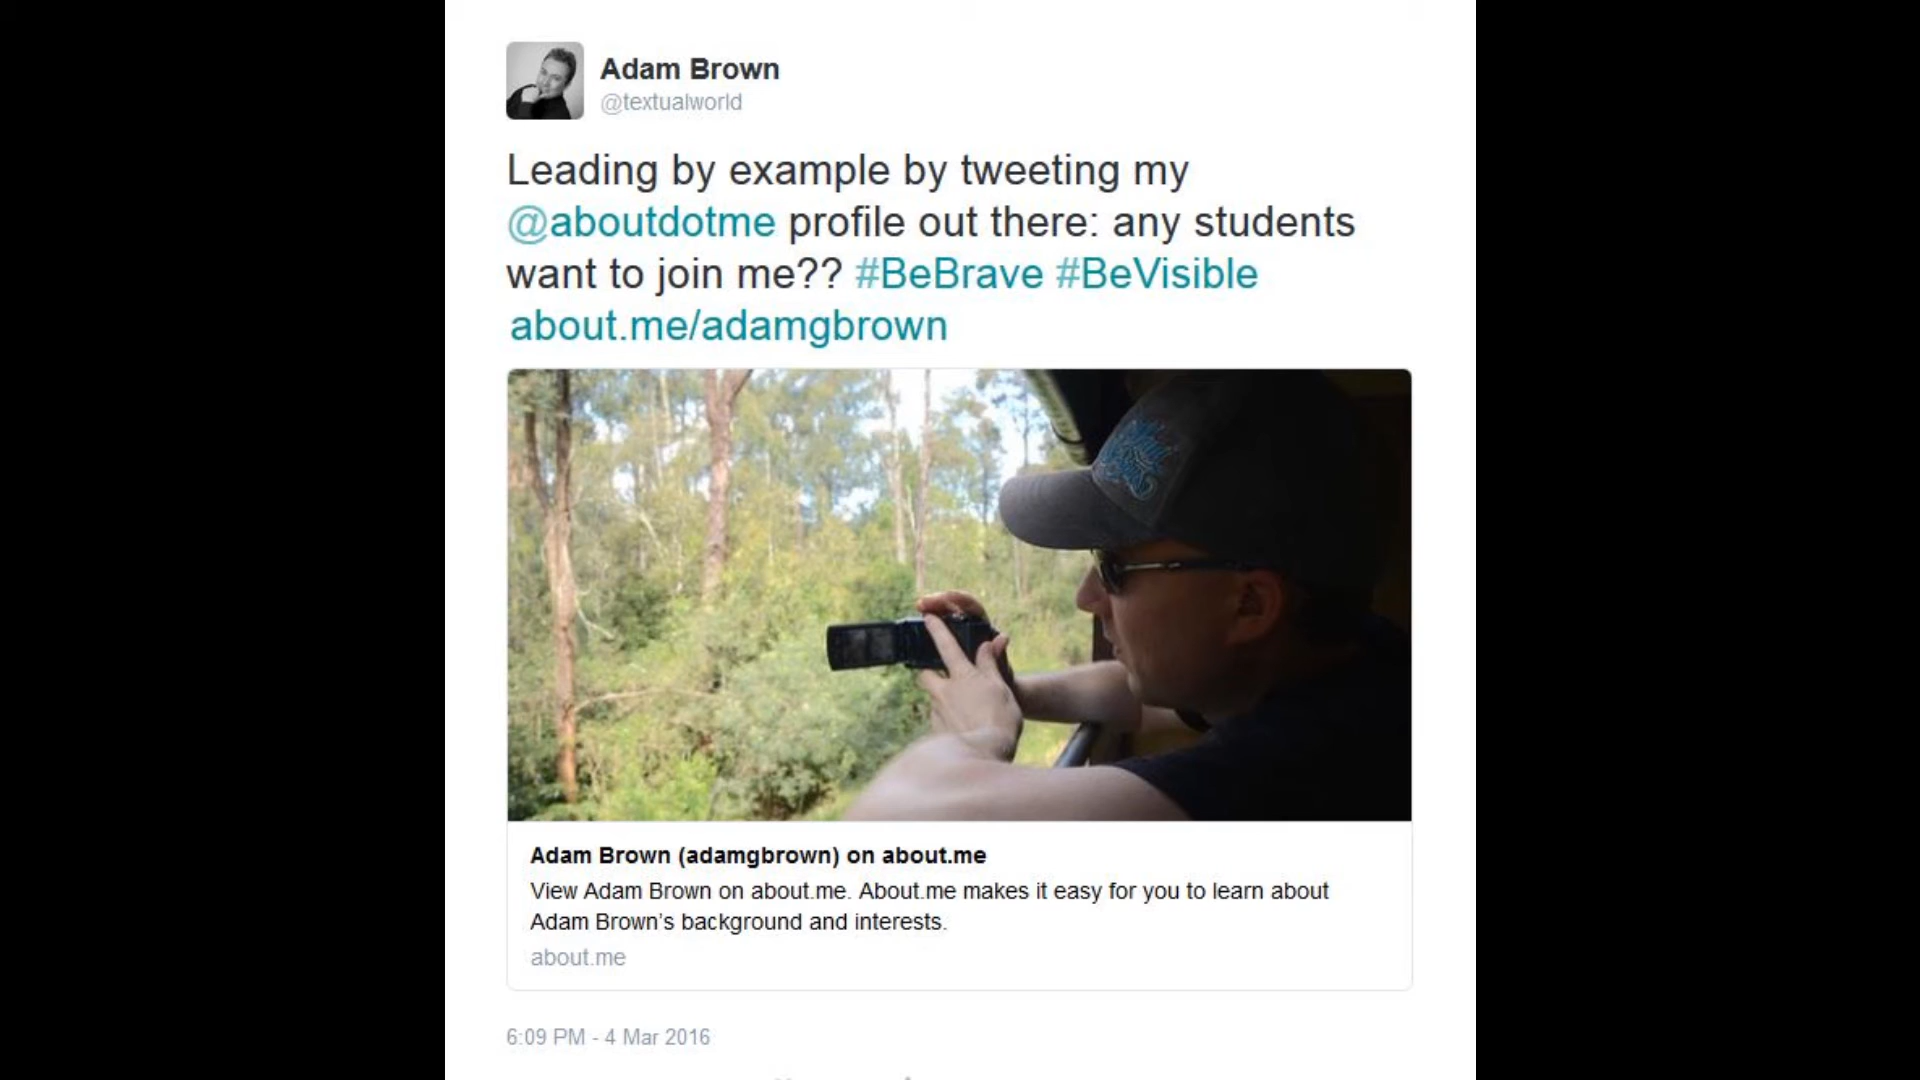 Adam Brown
@textualworld
Leading by example by tweeting my
@aboutdotme profile out there: any students
want to join me?? #BeBrave #BeVisible
about.me/adamgbrown
Adam Brown (adamgbrown) on about.me
View Adam Brown on about.me. About.me makes it easy for you to learn about
Adam Brown's background and interests.
about.me
6:09 PM - 4 Mar 2016